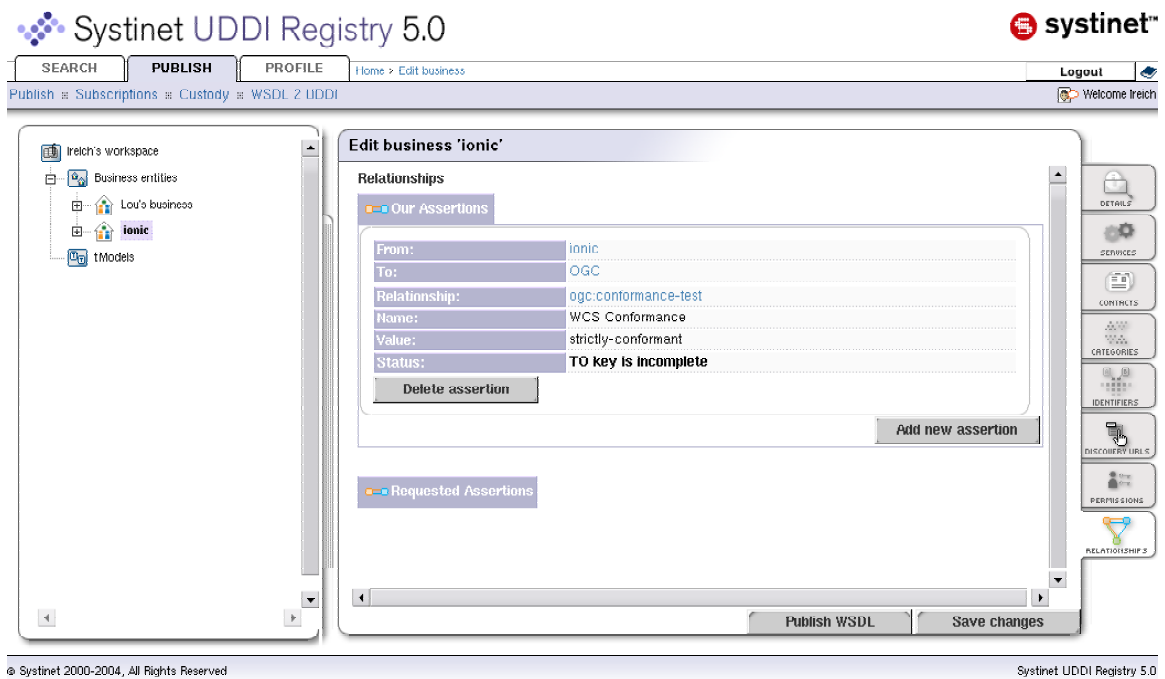 Systinet UDDI Registry 5.0
systinet™
SEARCH PUBLISH PROFILE Home > Edit business Logout
Publish Subscriptions Custody WSDL 2 UDDI Welcome lreich
lreich's workspace
Business entities
Lou's business
ionic
tModels
Edit business 'ionic'
Relationships
Our Assertions
From: ionic
To: OGC
Relationship: ogc:conformance-test
Name: WCS Conformance
Value: strictly-conformant
Status: TO key is incomplete
Delete assertion
Add new assertion
Requested Assertions
Publish WSDL Save changes
DETAILS
SERVICES
CONTACTS
CATEGORIES
IDENTIFIERS
DISCOVERY URLS
PERMISSIONS
RELATIONSHIPS
© Systinet 2000-2004, All Rights Reserved Systinet UDDI Registry 5.0